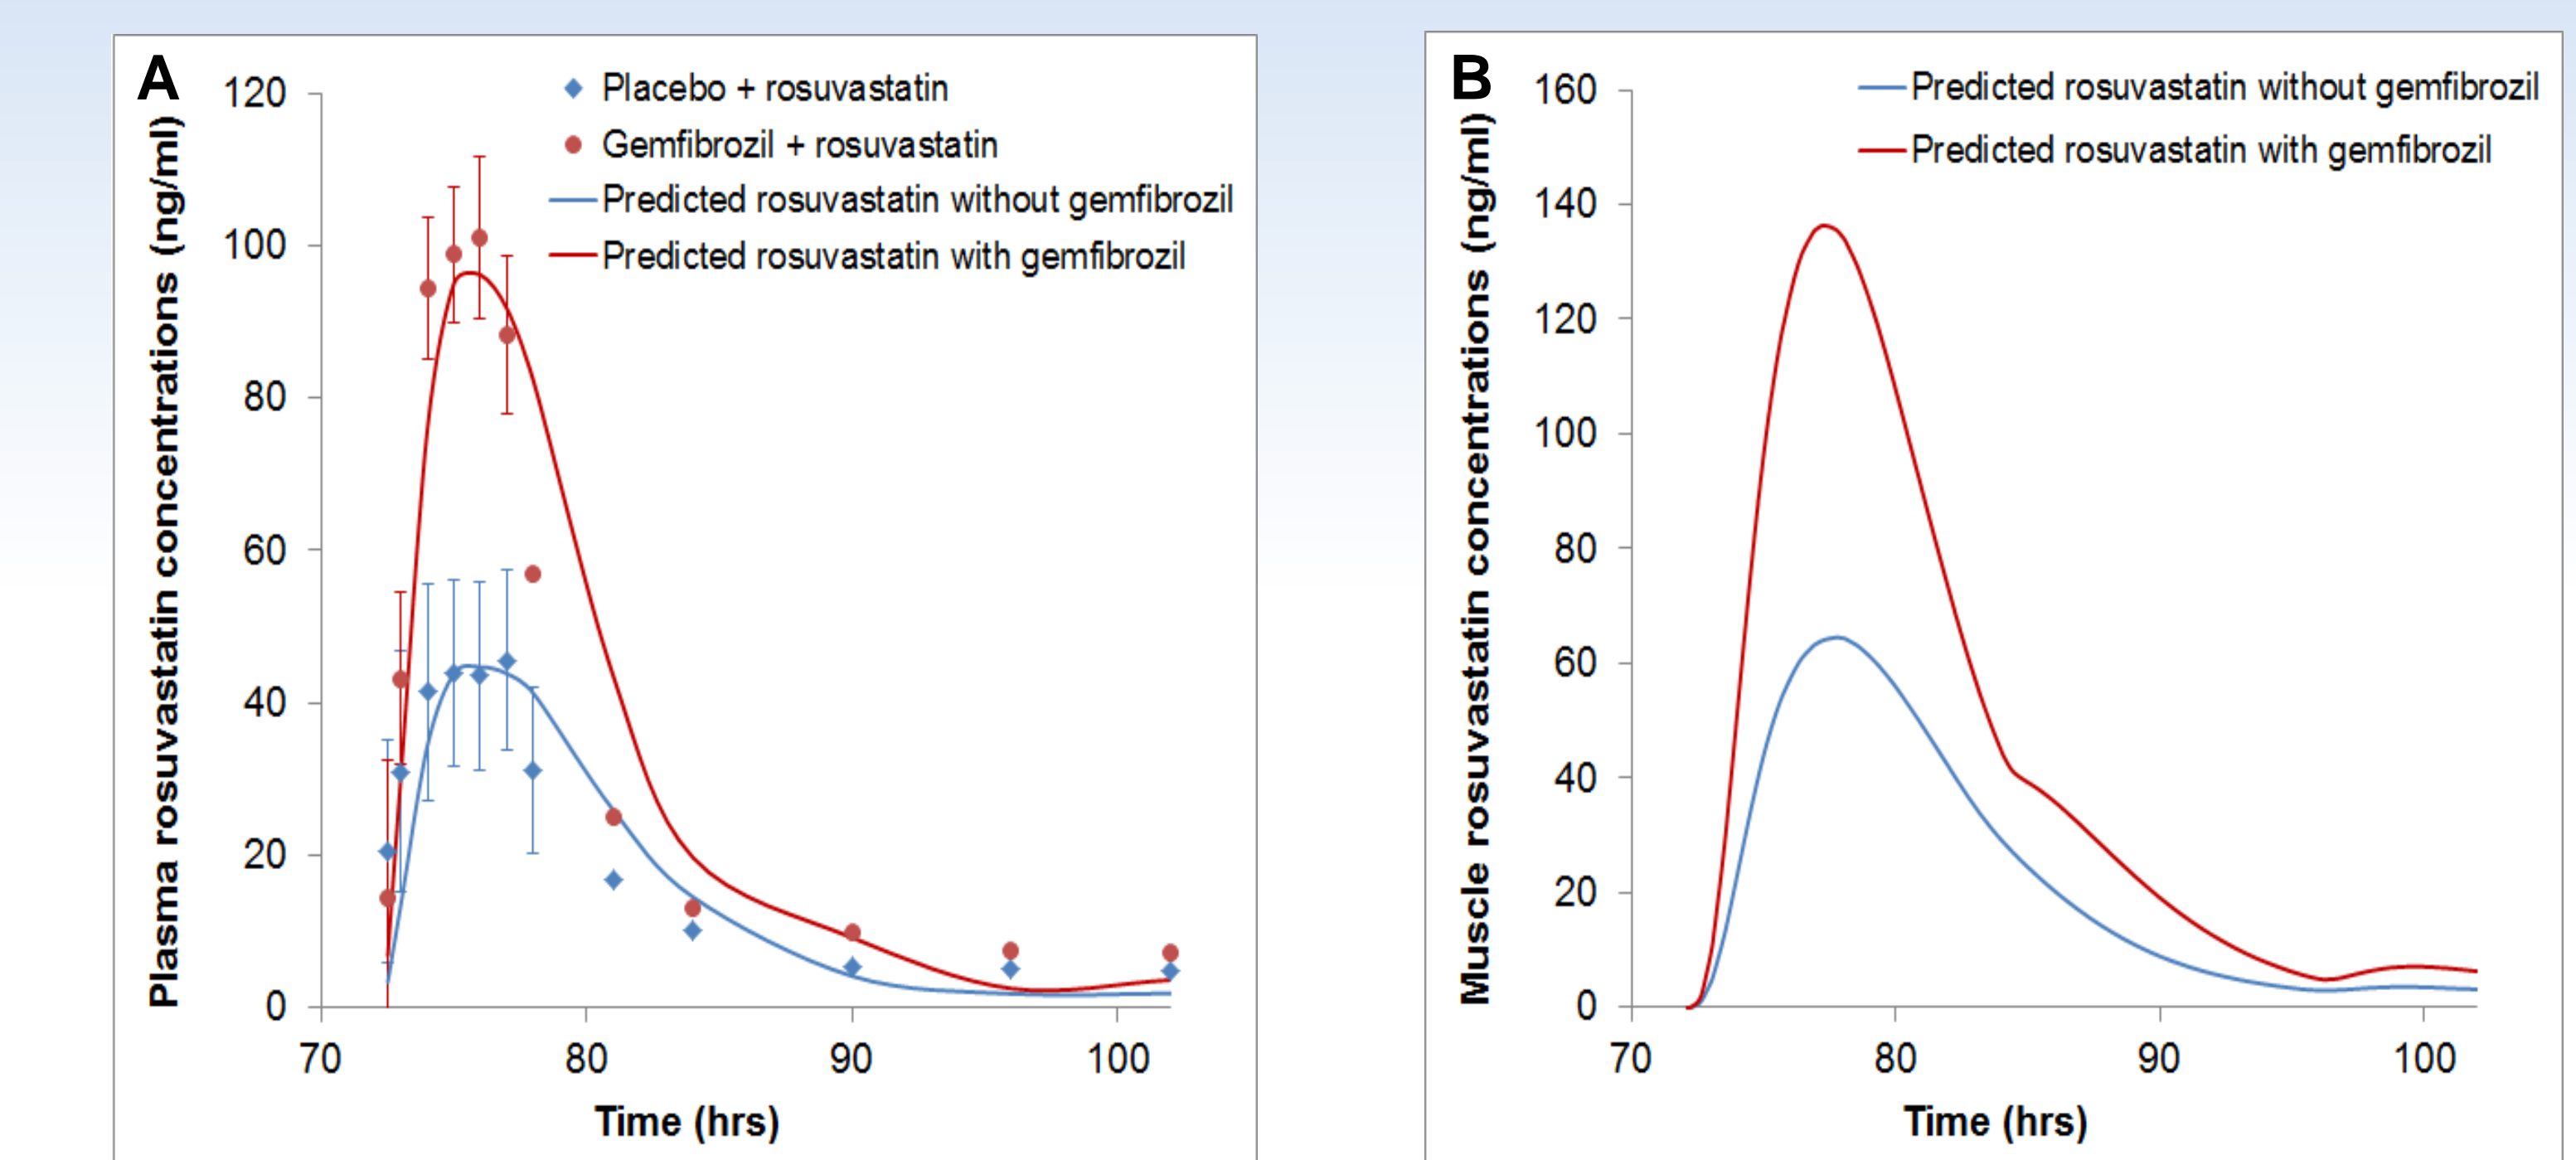 A
Plasma rosuvastatin concentrations (ng/ml)
120
100
80
60
40
20
0
70 80 90 100
Time (hrs)
Placebo + rosuvastatin
Gemfibrozil + rosuvastatin
Predicted rosuvastatin without gemfibrozil
Predicted rosuvastatin with gemfibrozil
B
Muscle rosuvastatin concentrations (ng/ml)
160
140
120
100
80
60
40
20
0
70 80 90 100
Time (hrs)
Predicted rosuvastatin without gemfibrozil
Predicted rosuvastatin with gemfibrozil